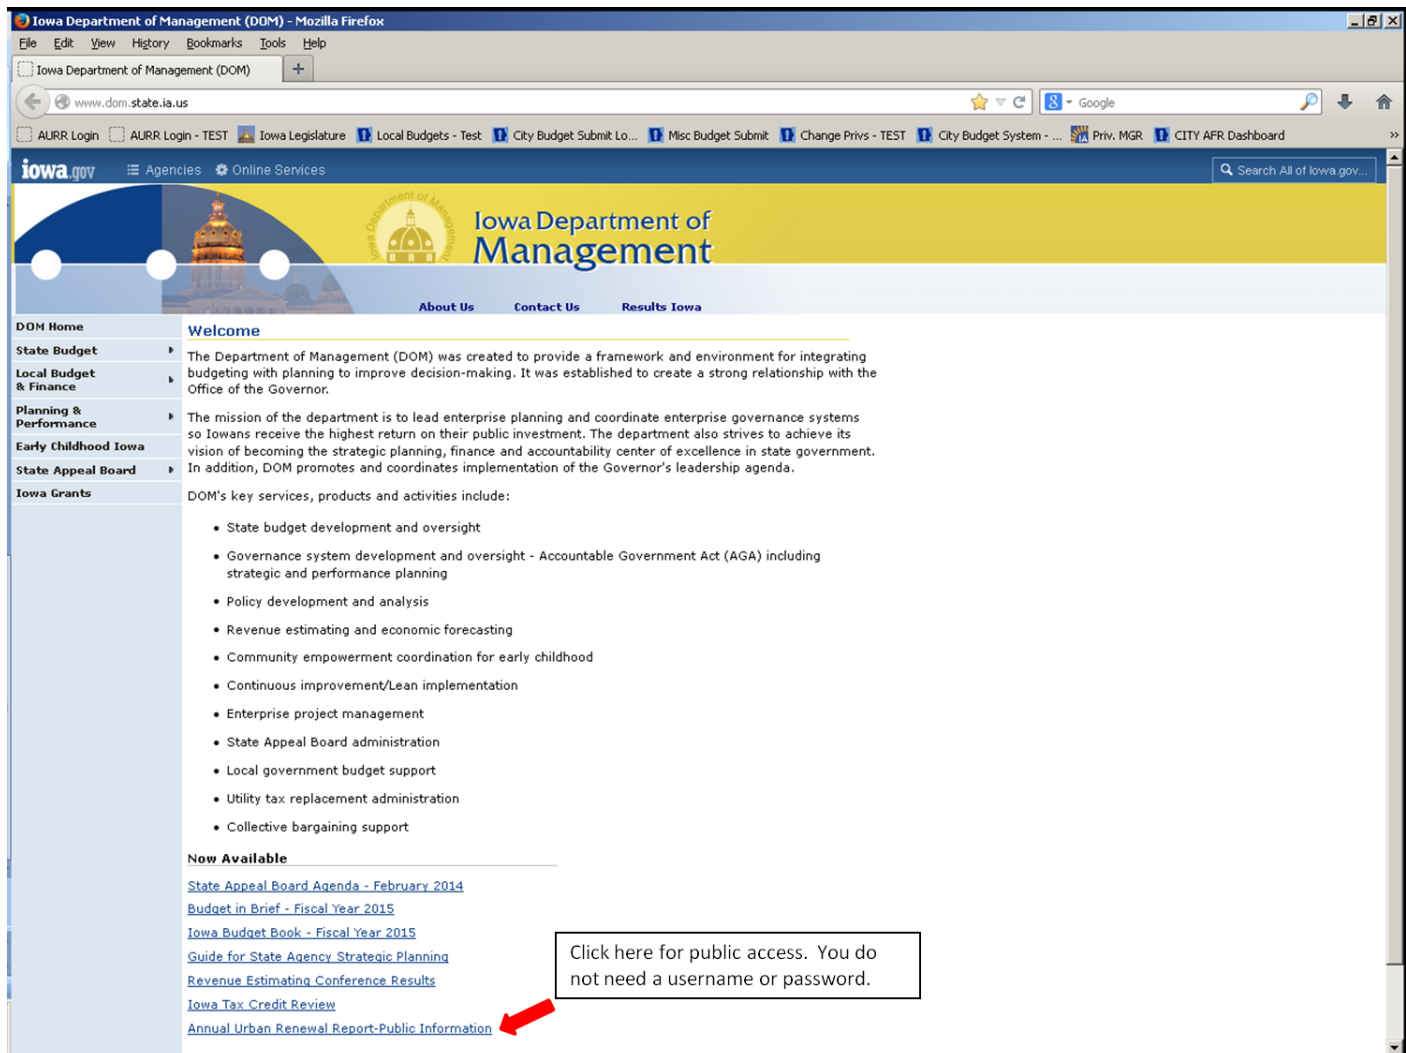 Iowa Department of Management (DOM) - Mozilla Firefox
File Edit View History Bookmarks Tools Help
Iowa Department of Management (DOM) +
www.dom.state.ia.us
8 Google
AURR Login AURR Login - TEST Iowa Legislature Local Budgets - Test City Budget Submit Lo... Misc Budget Submit Change Privs - TEST City Budget System - ... Priv. MGR CITY AFR Dashboard »
iowa.gov Agencies Online Services Search All of Iowa.gov...
Iowa Department of Management
Iowa Department of
Management
About Us Contact Us Results Iowa
DOM Home
State Budget
Local Budget
& Finance
Planning &
Performance
Early Childhood Iowa
State Appeal Board
Iowa Grants
Welcome
The Department of Management (DOM) was created to provide a framework and environment for integrating
budgeting with planning to improve decision-making. It was established to create a strong relationship with the
Office of the Governor.
The mission of the department is to lead enterprise planning and coordinate enterprise governance systems
so Iowans receive the highest return on their public investment. The department also strives to achieve its
vision of becoming the strategic planning, finance and accountability center of excellence in state government.
In addition, DOM promotes and coordinates implementation of the Governor's leadership agenda.
DOM's key services, products and activities include:
• State budget development and oversight
• Governance system development and oversight - Accountable Government Act (AGA) including
strategic and performance planning
• Policy development and analysis
• Revenue estimating and economic forecasting
• Community empowerment coordination for early childhood
• Continuous improvement/Lean implementation
• Enterprise project management
• State Appeal Board administration
• Local government budget support
• Utility tax replacement administration
• Collective bargaining support
Now Available
State Appeal Board Agenda - February 2014
Budget in Brief - Fiscal Year 2015
Iowa Budget Book - Fiscal Year 2015
Guide for State Agency Strategic Planning
Revenue Estimating Conference Results
Iowa Tax Credit Review
Annual Urban Renewal Report-Public Information
Click here for public access. You do
not need a username or password.